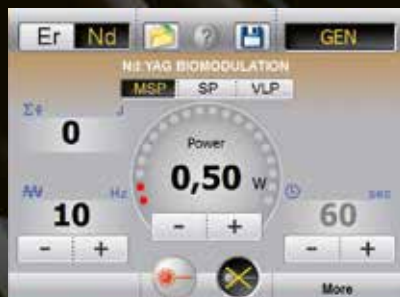 Er Nd ? GEN
Nd:YAG BIOMODULATION
MSP SP VLP
Σ J
0
Power
0,50 W
Hz sec
10 60
- + - + - +
More